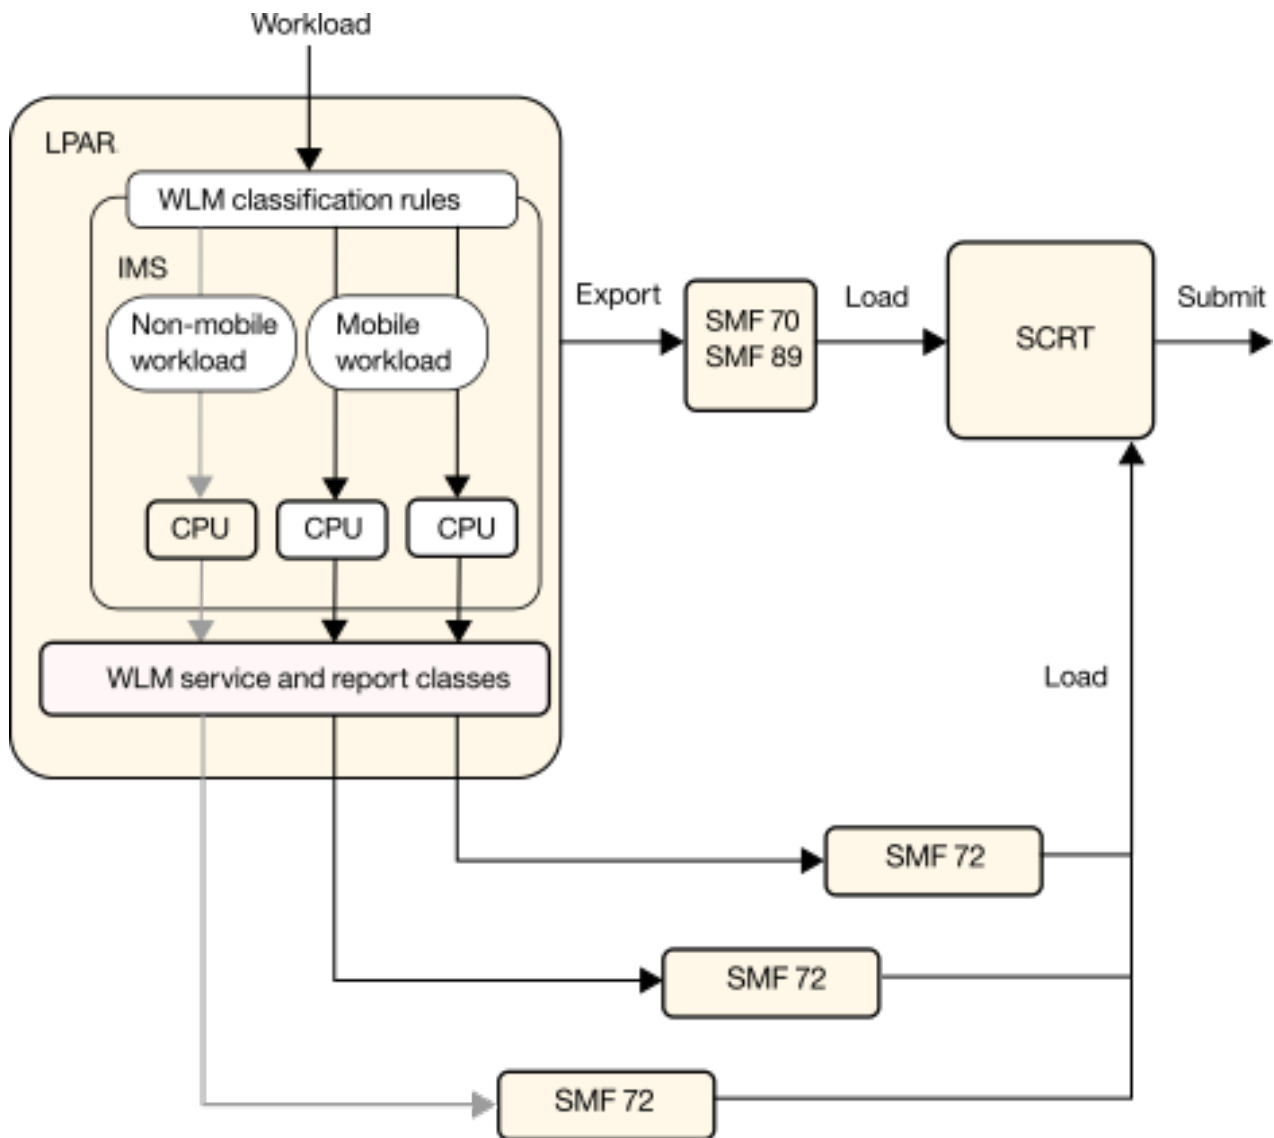 Workload
LPAR
WLM classification rules
IMS
Non-mobile
workload
Mobile
workload
CPU
CPU
CPU
WLM service and report classes
Export
SMF 70
SMF 89
Load
SCRT
Submit
Load
SMF 72
SMF 72
SMF 72